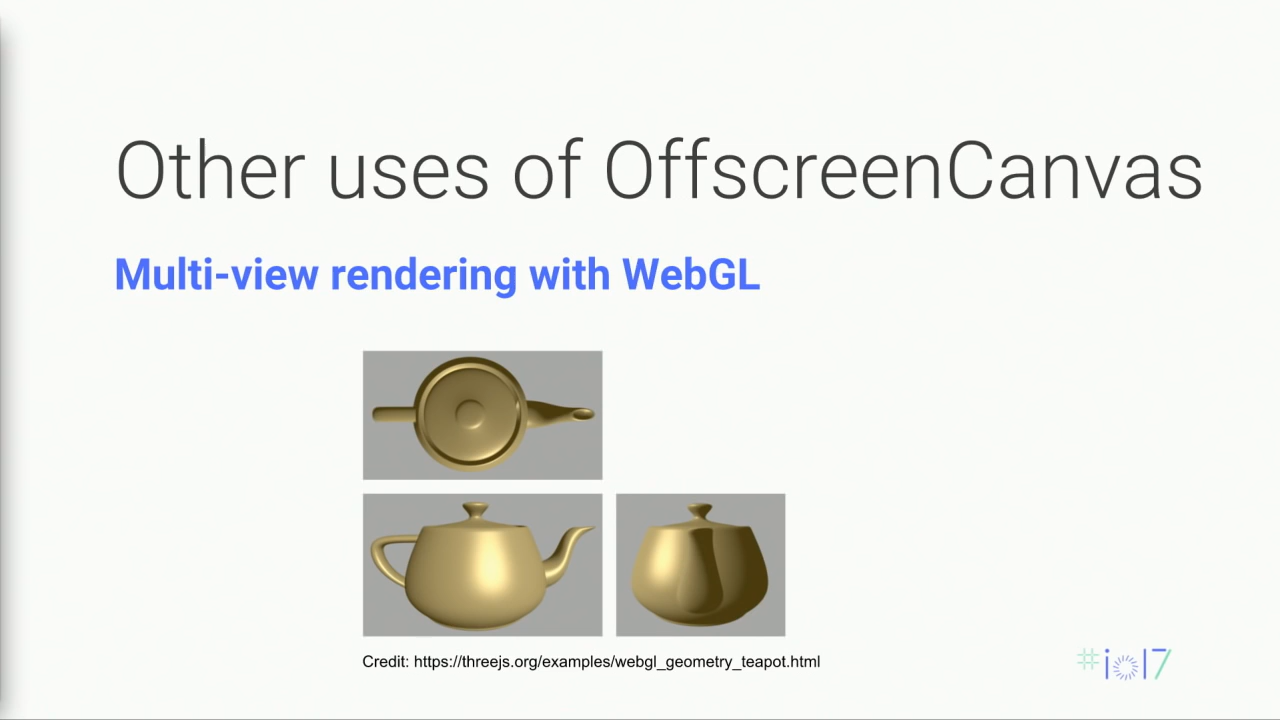 Other uses of OffscreenCanvas
Multi-view rendering with WebGL
Credit: https://threejs.org/examples/webgl_geometry_teapot.html
#io17